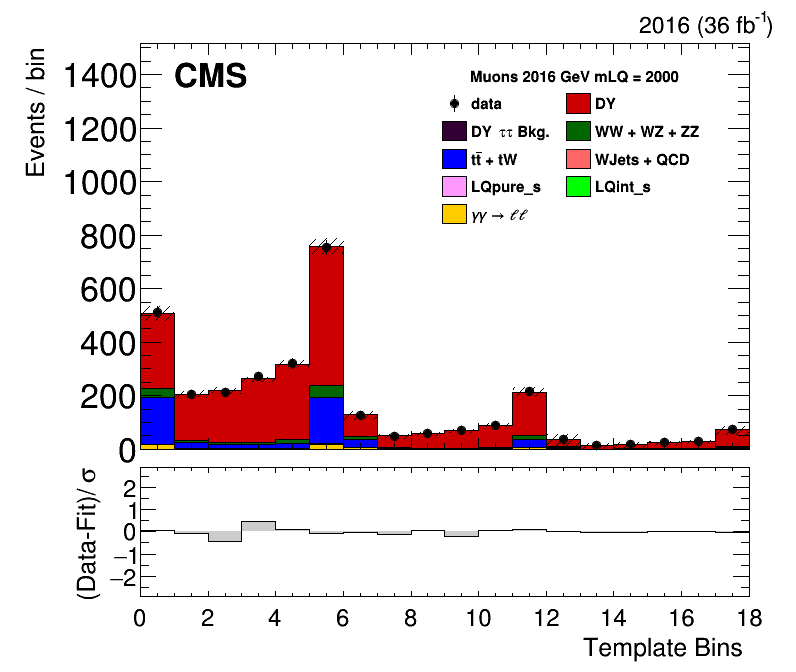 2016 (36 fb⁻¹)
CMS
Muons 2016 GeV mLQ = 2000
data
DY
DY ττ Bkg.
WW + WZ + ZZ
tt̄ + tW
WJets + QCD
LQpure_s
LQint_s
γγ → ℓℓ
Events / bin
1400
1200
1000
800
600
400
200
0
(Data-Fit)/σ
2
1
0
−1
−2
0 2 4 6 8 10 12 14 16 18
Template Bins